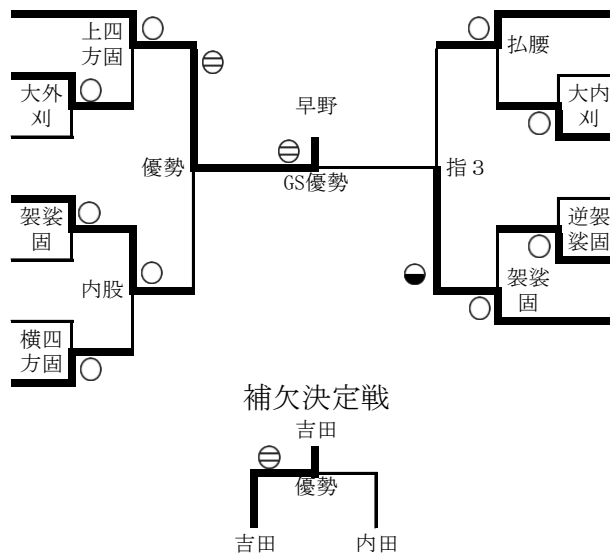 上四
方固
払腰
大外
刈
早野
大内
刈
優勢
GS優勢
指３
袈裟
固
逆袈
裟固
内股
袈裟
固
横四
方固
補欠決定戦
吉田
優勢
吉田
内田